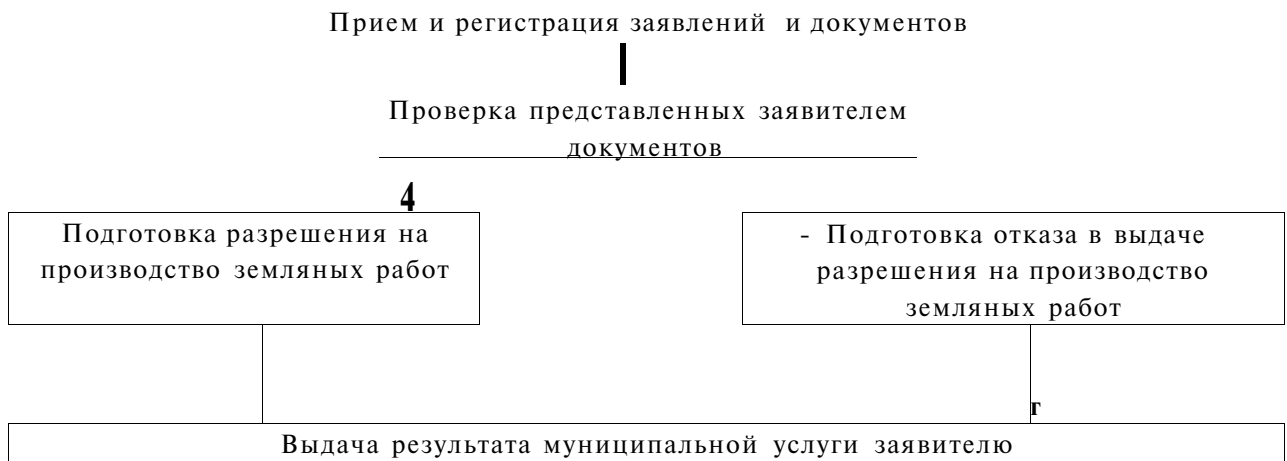 Прием и регистрация заявлений и документов
Проверка представленных заявителем
документов
4
Подготовка разрешения на
производство земляных работ
- Подготовка отказа в выдаче
разрешения на производство
земляных работ
г
Выдача результата муниципальной услуги заявителю